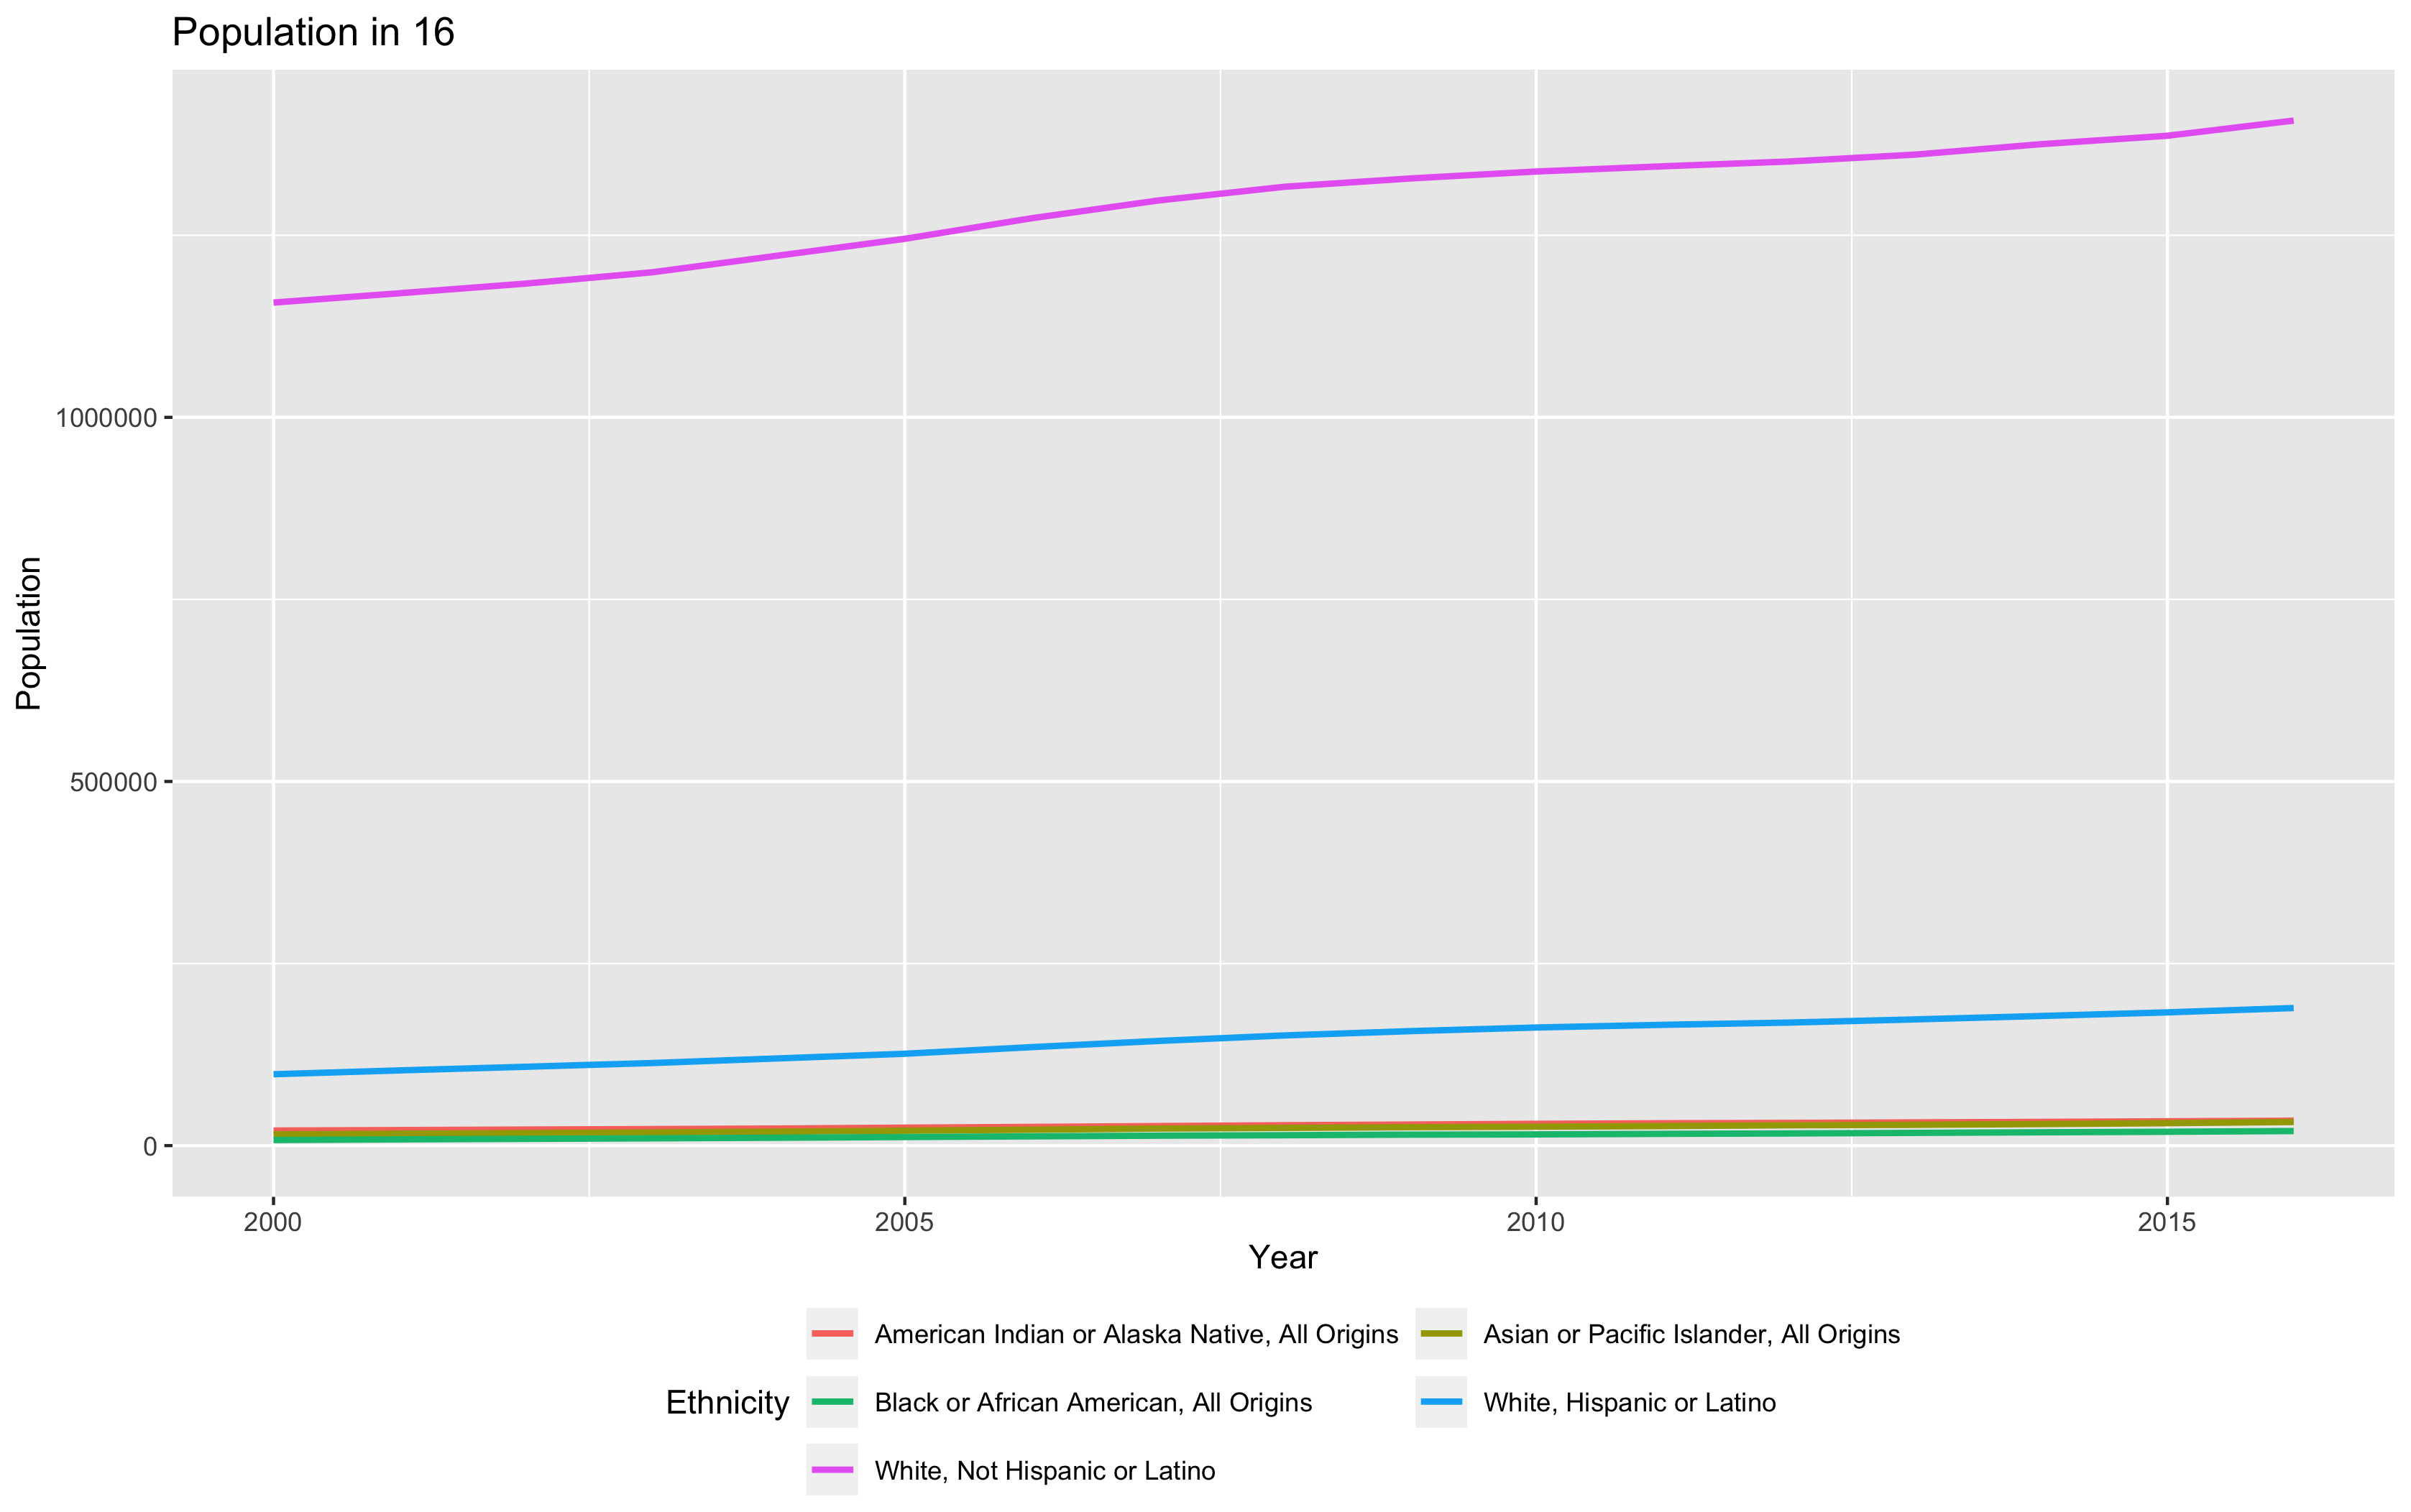 Population in 16
Population
1000000
500000
0
2000 2005 2010 2015
Year
Ethnicity
American Indian or Alaska Native, All Origins
Asian or Pacific Islander, All Origins
Black or African American, All Origins
White, Hispanic or Latino
White, Not Hispanic or Latino